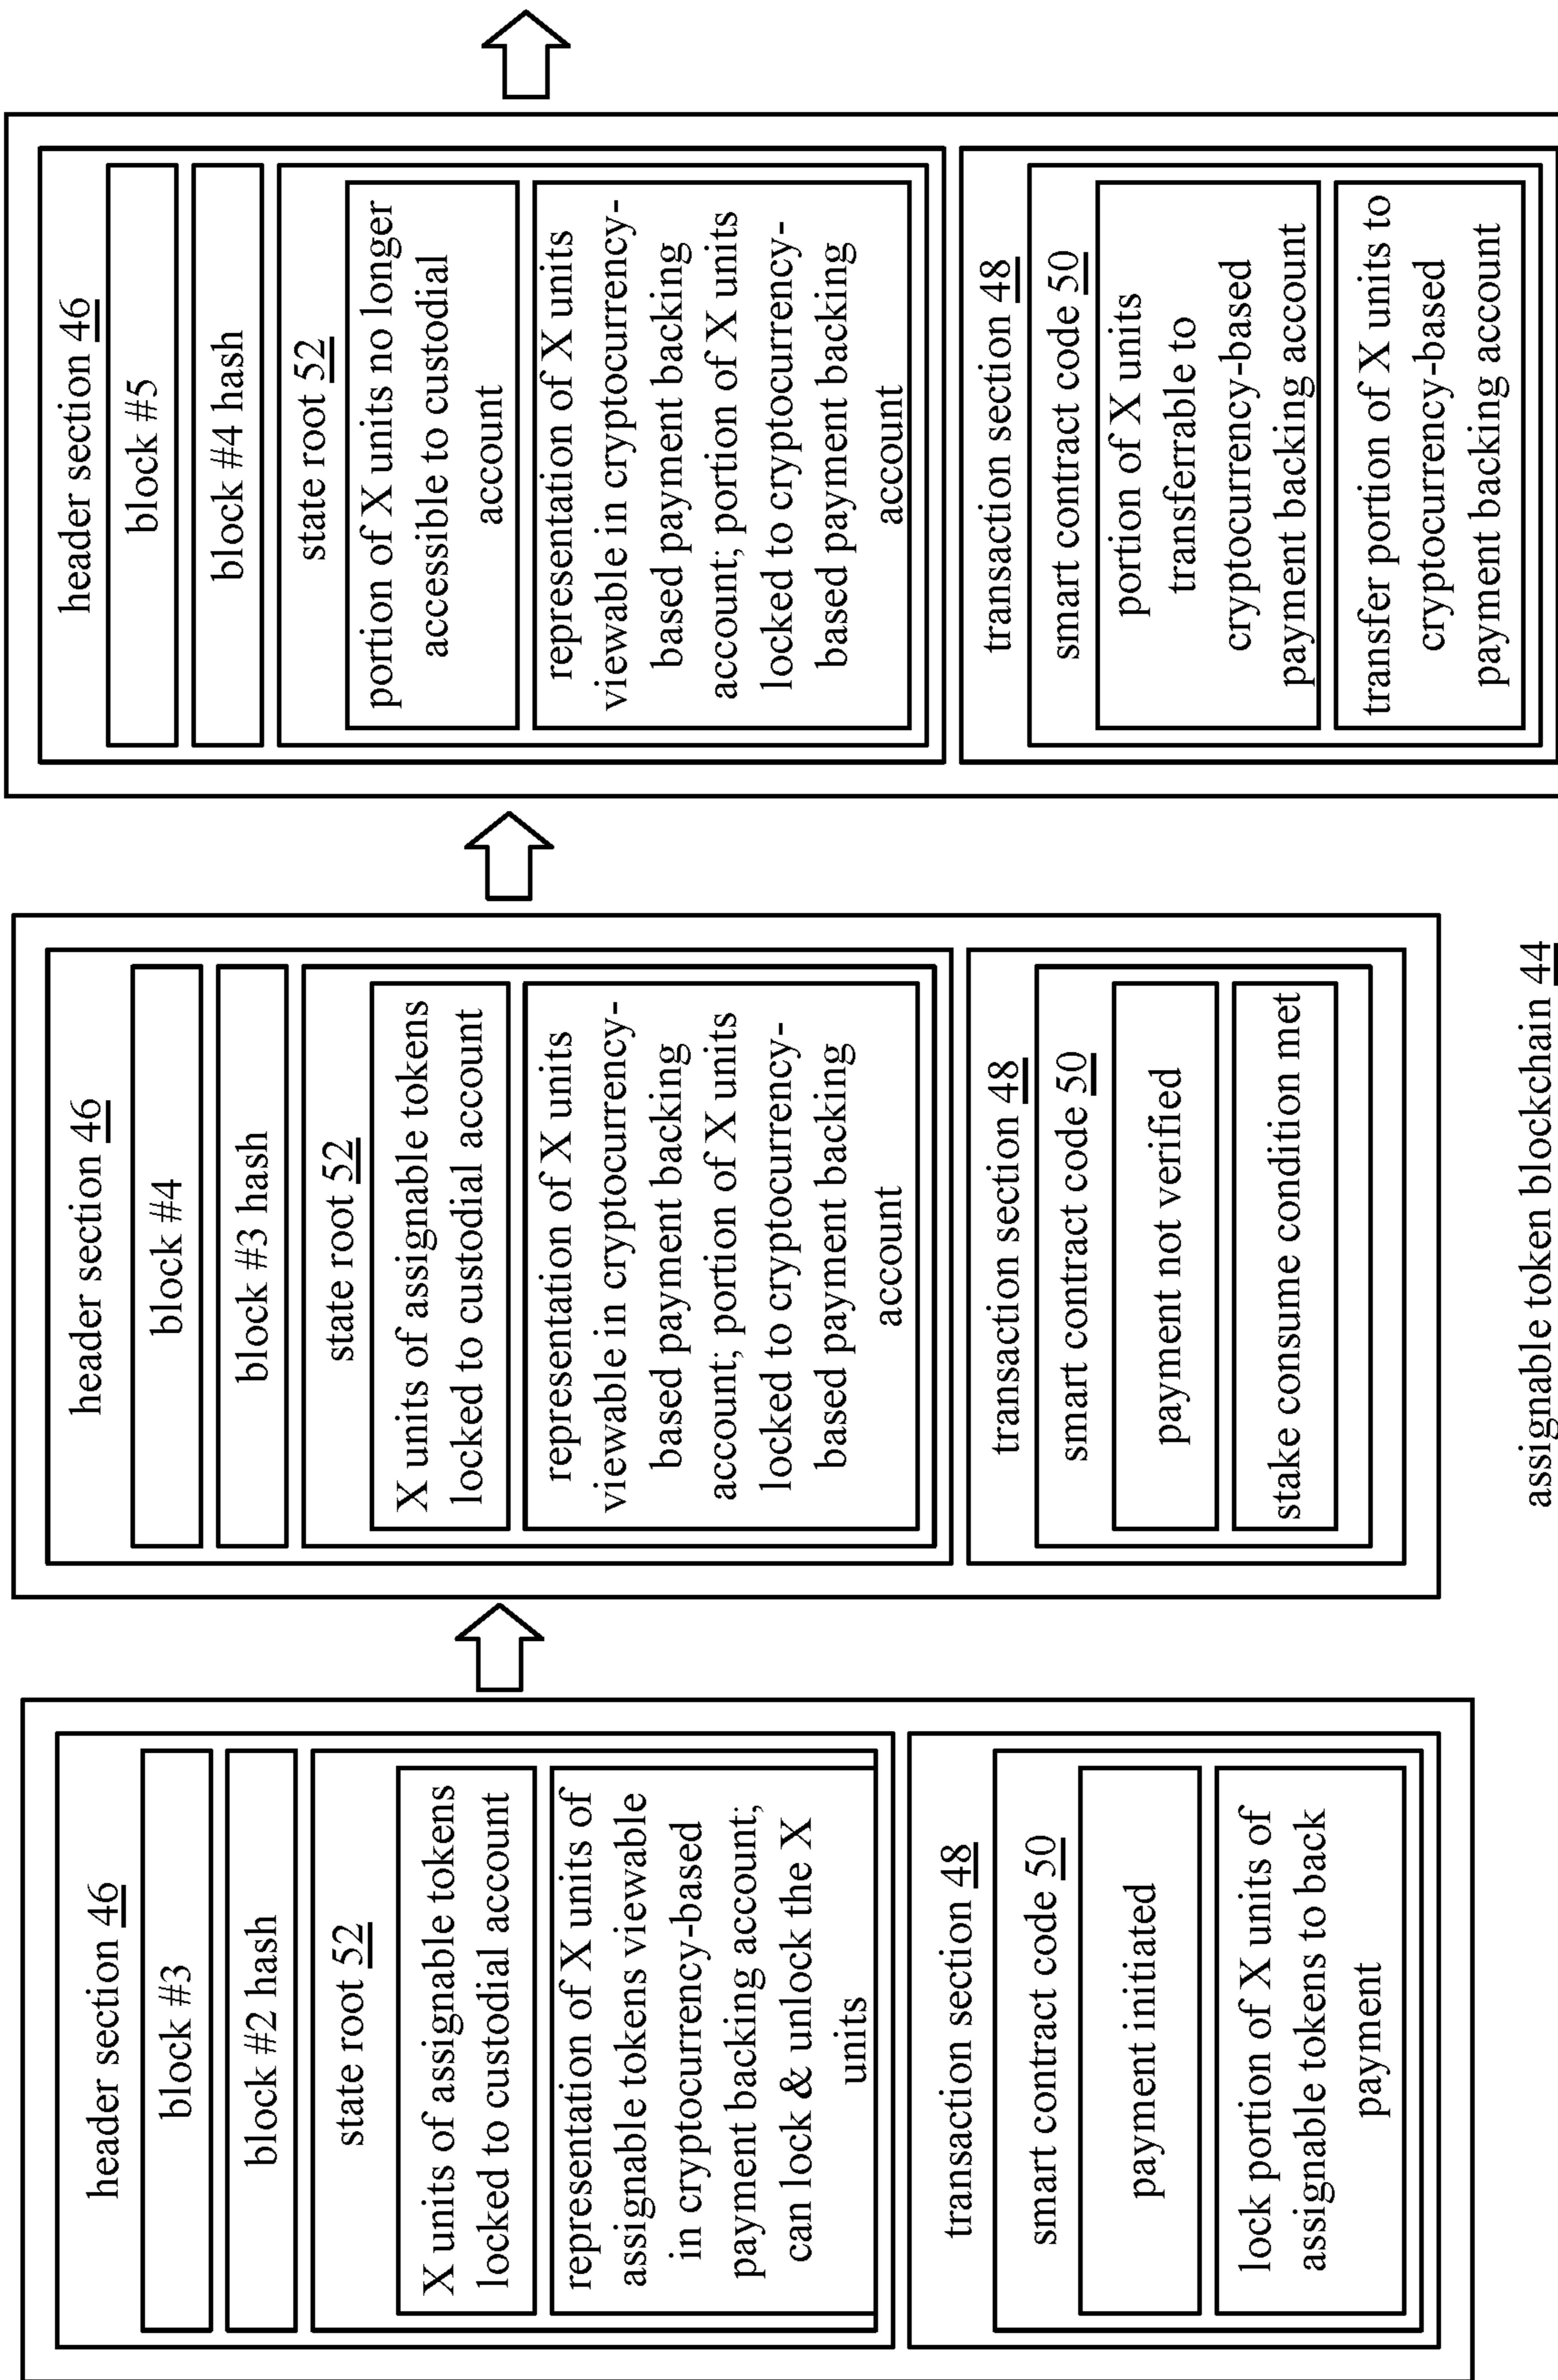 header section 46
block #3
block #2 hash
state root 52
X units of assignable tokens
locked to custodial account
representation of X units of
assignable tokens viewable
in cryptocurrency-based
payment backing account;
can lock & unlock the X
units
transaction section 48
smart contract code 50
payment initiated
lock portion of X units of
assignable tokens to back
payment
header section 46
block #4
block #3 hash
state root 52
X units of assignable tokens
locked to custodial account
representation of X units
viewable in cryptocurrency-
based payment backing
account; portion of X units
locked to cryptocurrency-
based payment backing
account
transaction section 48
smart contract code 50
payment not verified
stake consume condition met
header section 46
block #5
block #4 hash
state root 52
portion of X units no longer
accessible to custodial
account
representation of X units
viewable in cryptocurrency-
based payment backing
account; portion of X units
locked to cryptocurrency-
based payment backing
account
transaction section 48
smart contract code 50
portion of X units
transferrable to
cryptocurrency-based
payment backing account
transfer portion of X units to
cryptocurrency-based
payment backing account
assignable token blockchain 44